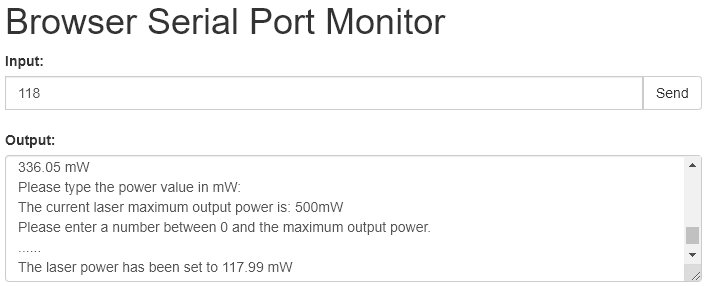 Browser Serial Port Monitor
Input:
118
Send
Output:
336.05 mW
Please type the power value in mW:
The current laser maximum output power is: 500mW
Please enter a number between 0 and the maximum output power.
......
The laser power has been set to 117.99 mW